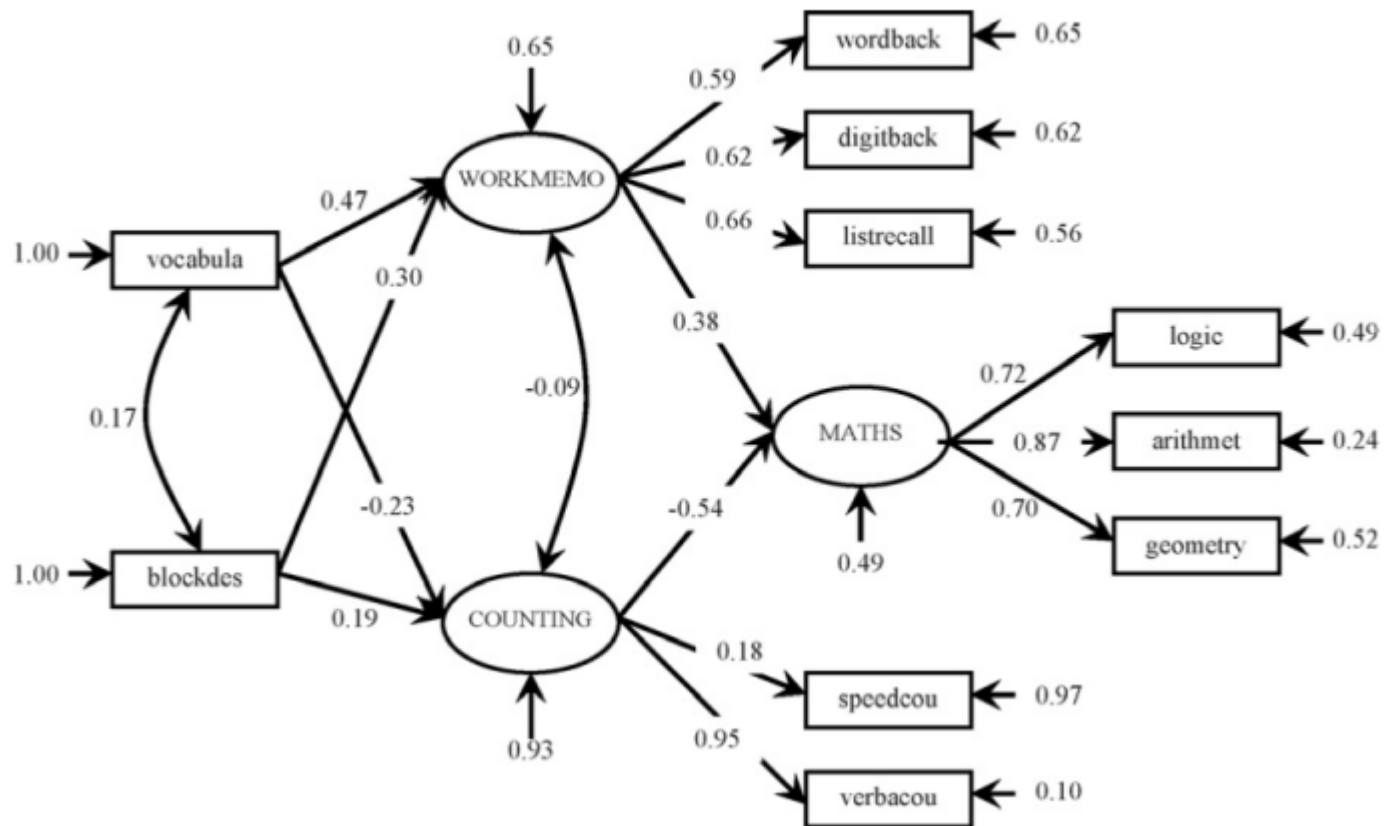 0.65
wordback
0.65
0.59
digitback
0.62
0.62
WORKMEMO
0.47
0.66
listrecall
0.56
1.00
vocabula
0.30
0.38
logic
0.49
0.72
-0.09
0.17
MATHS
0.87
arithmet
0.24
-0.23
-0.54
0.70
0.49
geometry
0.52
1.00
blockdes
0.19
COUNTING
0.18
speedcou
0.97
0.93
0.95
verbacou
0.10